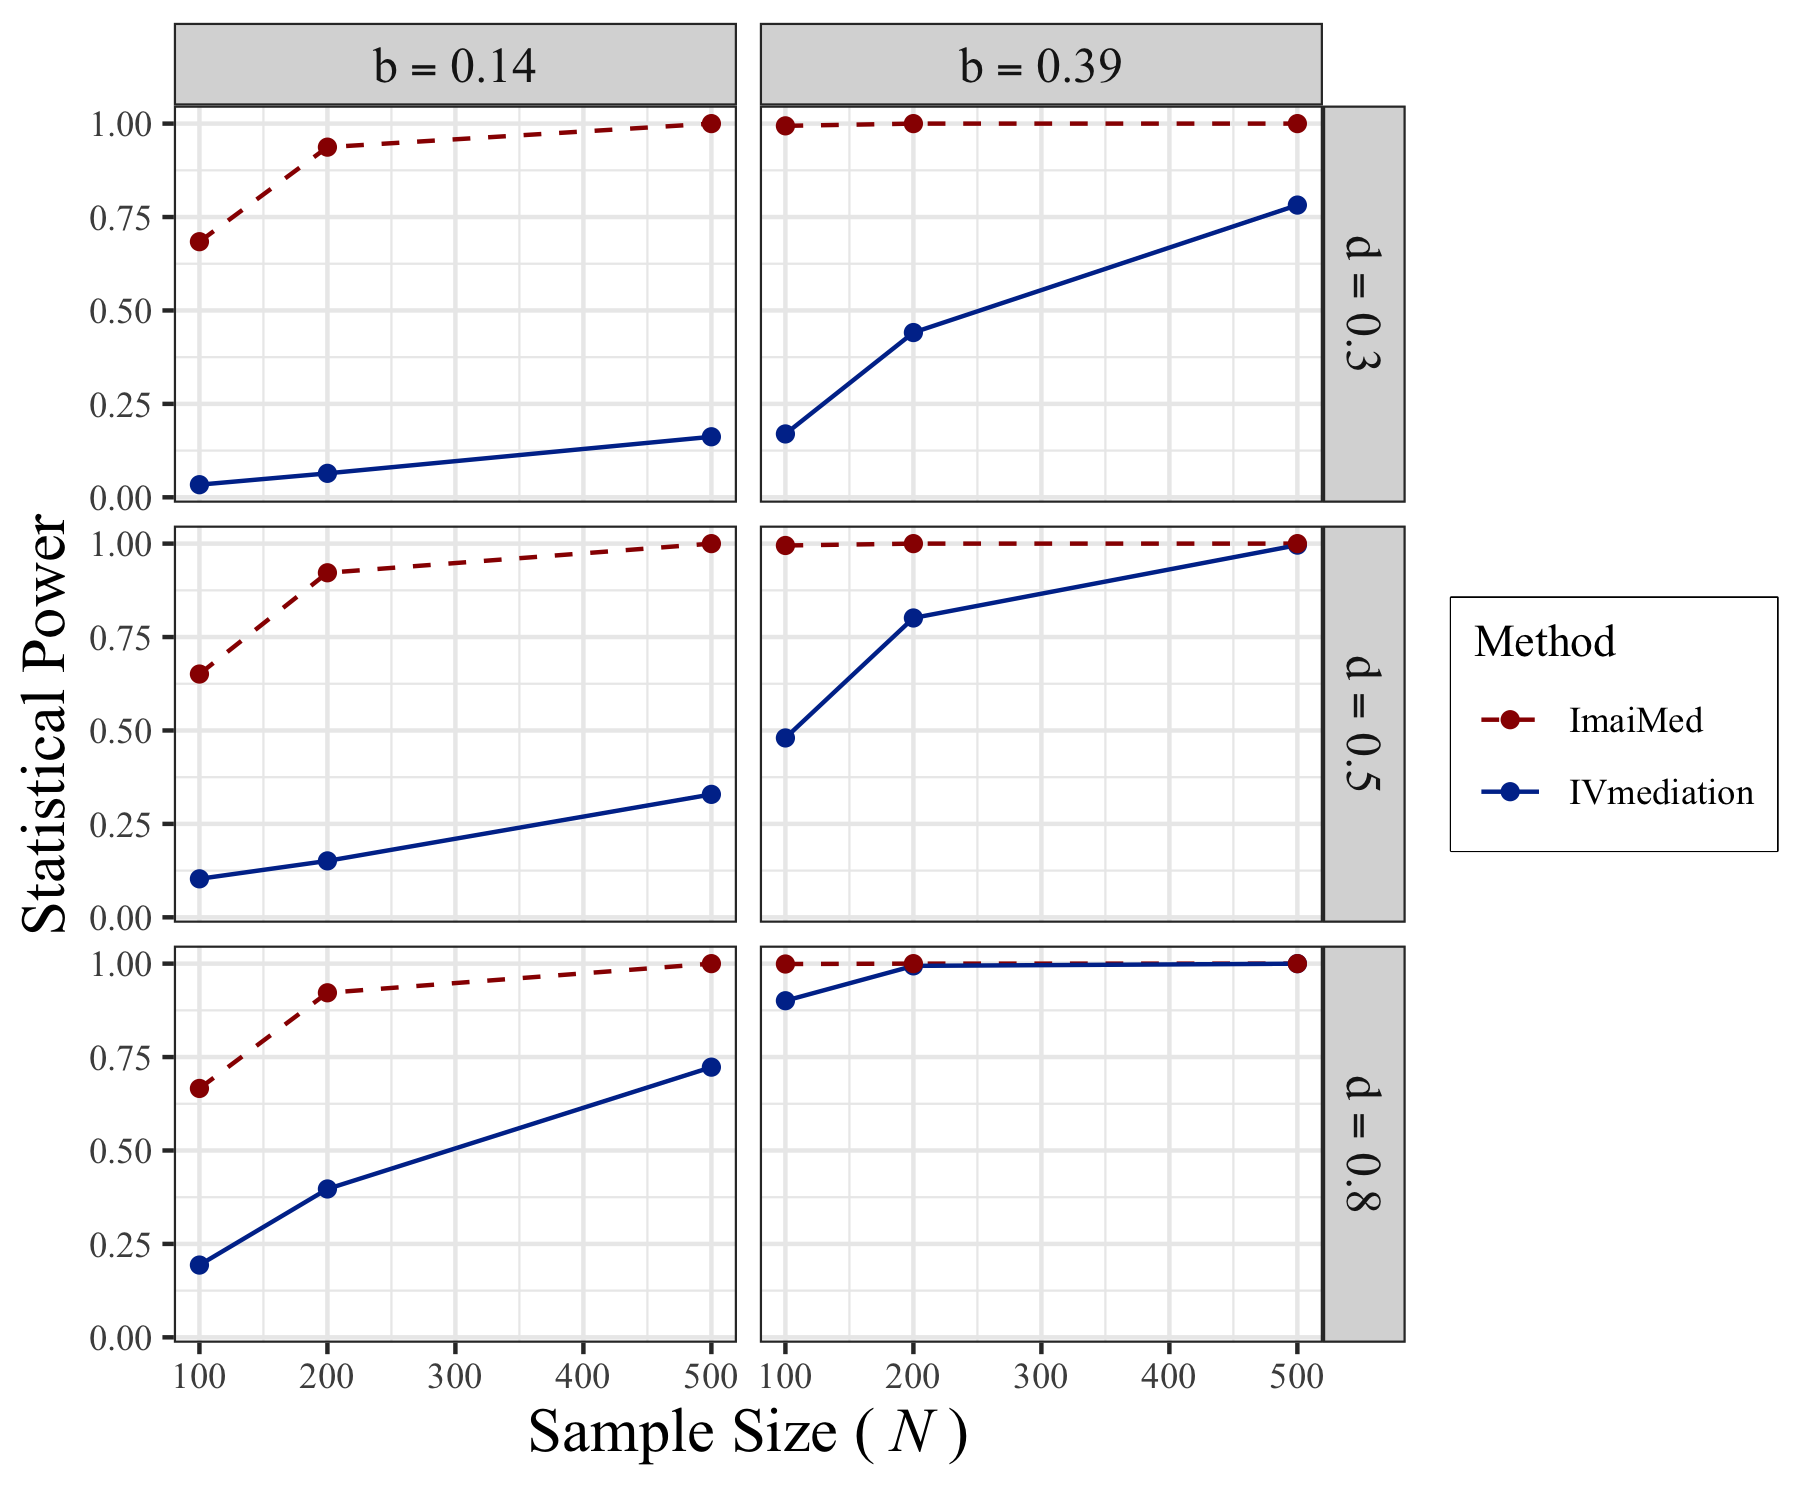 b = 0.14
b = 0.39
1.00
0.75
0.50
0.25
0.00
d = 0.3
1.00
0.75
0.50
0.25
0.00
d = 0.5
1.00
0.75
0.50
0.25
0.00
d = 0.8
100 200 300 400 500
100 200 300 400 500
Sample Size ( N )
Statistical Power
Method
ImaiMed
IVmediation